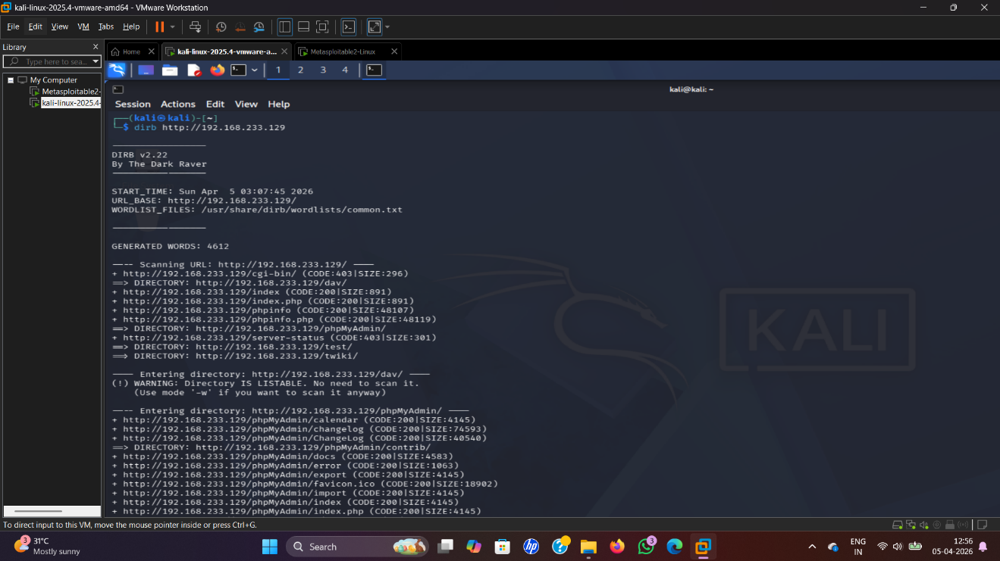 kali-linux-2025.4-vmware-amd64 - VMware Workstation
File Edit View VM Tabs Help
Library
Type here to sea...
My Computer
Metasploitable2-
kali-linux-2025.4-
Home
kali-linux-2025.4-vmware-a...
Metasploitable2-Linux
1 2 3 4
kali@kali: ~
Session Actions Edit View Help
┌──(kali㉿kali)-[~]
└─$ dirb http://192.168.233.129
-----------------
DIRB v2.22
By The Dark Raver
-----------------
START_TIME: Sun Apr  5 03:07:45 2026
URL_BASE: http://192.168.233.129/
WORDLIST_FILES: /usr/share/dirb/wordlists/common.txt
-----------------
GENERATED WORDS: 4612
---- Scanning URL: http://192.168.233.129/ ----
+ http://192.168.233.129/cgi-bin/ (CODE:403|SIZE:296)
==> DIRECTORY: http://192.168.233.129/dav/
+ http://192.168.233.129/index (CODE:200|SIZE:891)
+ http://192.168.233.129/index.php (CODE:200|SIZE:891)
+ http://192.168.233.129/phpinfo (CODE:200|SIZE:48107)
+ http://192.168.233.129/phpinfo.php (CODE:200|SIZE:48119)
==> DIRECTORY: http://192.168.233.129/phpMyAdmin/
+ http://192.168.233.129/server-status (CODE:403|SIZE:301)
==> DIRECTORY: http://192.168.233.129/test/
==> DIRECTORY: http://192.168.233.129/twiki/
---- Entering directory: http://192.168.233.129/dav/ ----
(!) WARNING: Directory IS LISTABLE. No need to scan it.
(Use mode '-w' if you want to scan it anyway)
---- Entering directory: http://192.168.233.129/phpMyAdmin/ ----
+ http://192.168.233.129/phpMyAdmin/calendar (CODE:200|SIZE:4145)
+ http://192.168.233.129/phpMyAdmin/changelog (CODE:200|SIZE:74593)
+ http://192.168.233.129/phpMyAdmin/ChangeLog (CODE:200|SIZE:40540)
==> DIRECTORY: http://192.168.233.129/phpMyAdmin/contrib/
+ http://192.168.233.129/phpMyAdmin/docs (CODE:200|SIZE:4583)
+ http://192.168.233.129/phpMyAdmin/error (CODE:200|SIZE:1063)
+ http://192.168.233.129/phpMyAdmin/export (CODE:200|SIZE:4145)
+ http://192.168.233.129/phpMyAdmin/favicon.ico (CODE:200|SIZE:18902)
+ http://192.168.233.129/phpMyAdmin/import (CODE:200|SIZE:4145)
+ http://192.168.233.129/phpMyAdmin/index (CODE:200|SIZE:4145)
+ http://192.168.233.129/phpMyAdmin/index.php (CODE:200|SIZE:4145)
KALI
To direct input to this VM, move the mouse pointer inside or press Ctrl+G.
3
31°C
Mostly sunny
Search
hp
3
ENG
IN
12:56
05-04-2026